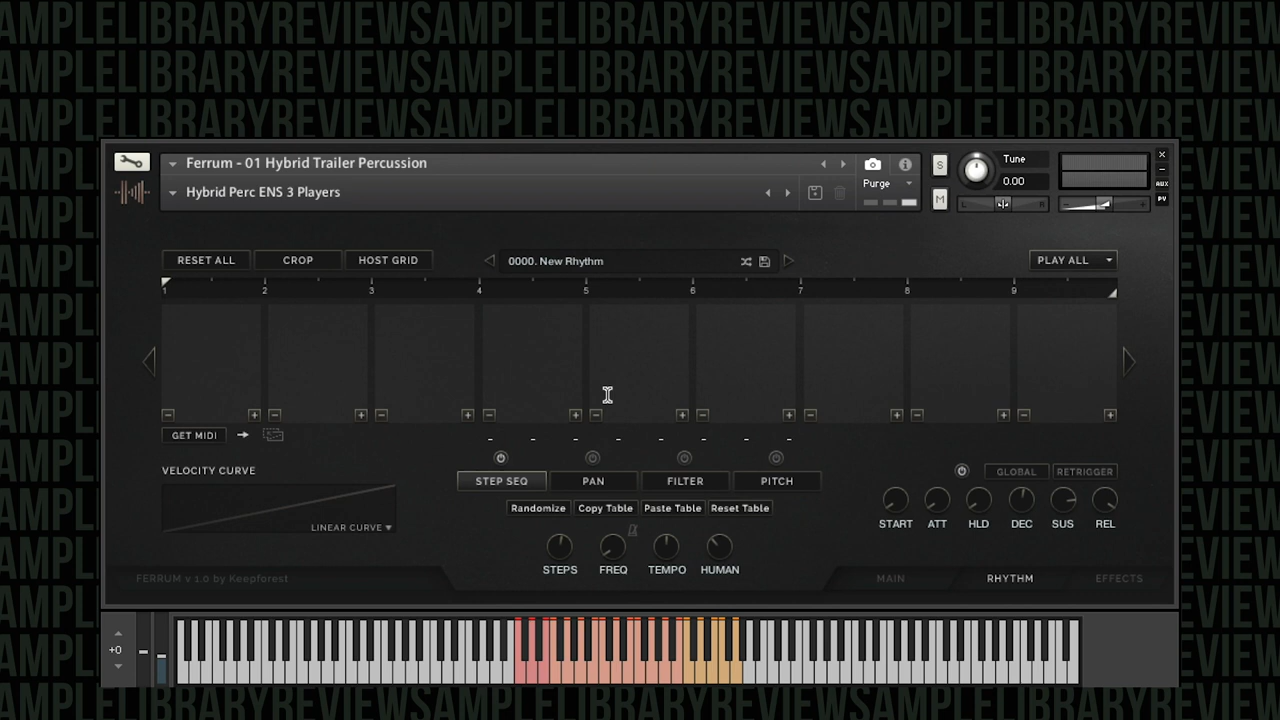 SAMPLELIBRARYREVIEWS
Ferrum - 01 Hybrid Trailer Percussion
Hybrid Perc ENS 3 Players
Purge
S
M
Tune
0.00
L R
- +
AUX
PV
RESET ALL CROP HOST GRID 0000. New Rhythm PLAY ALL
1 2 3 4 5 6 7 8 9
GET MIDI
VELOCITY CURVE
LINEAR CURVE
STEP SEQ PAN FILTER PITCH
Randomize Copy Table Paste Table Reset Table
STEPS FREQ TEMPO HUMAN
GLOBAL RETRIGGER
START ATT HLD DEC SUS REL
FERRUM v 1.0 by Keepforest
MAIN RHYTHM EFFECTS
+0